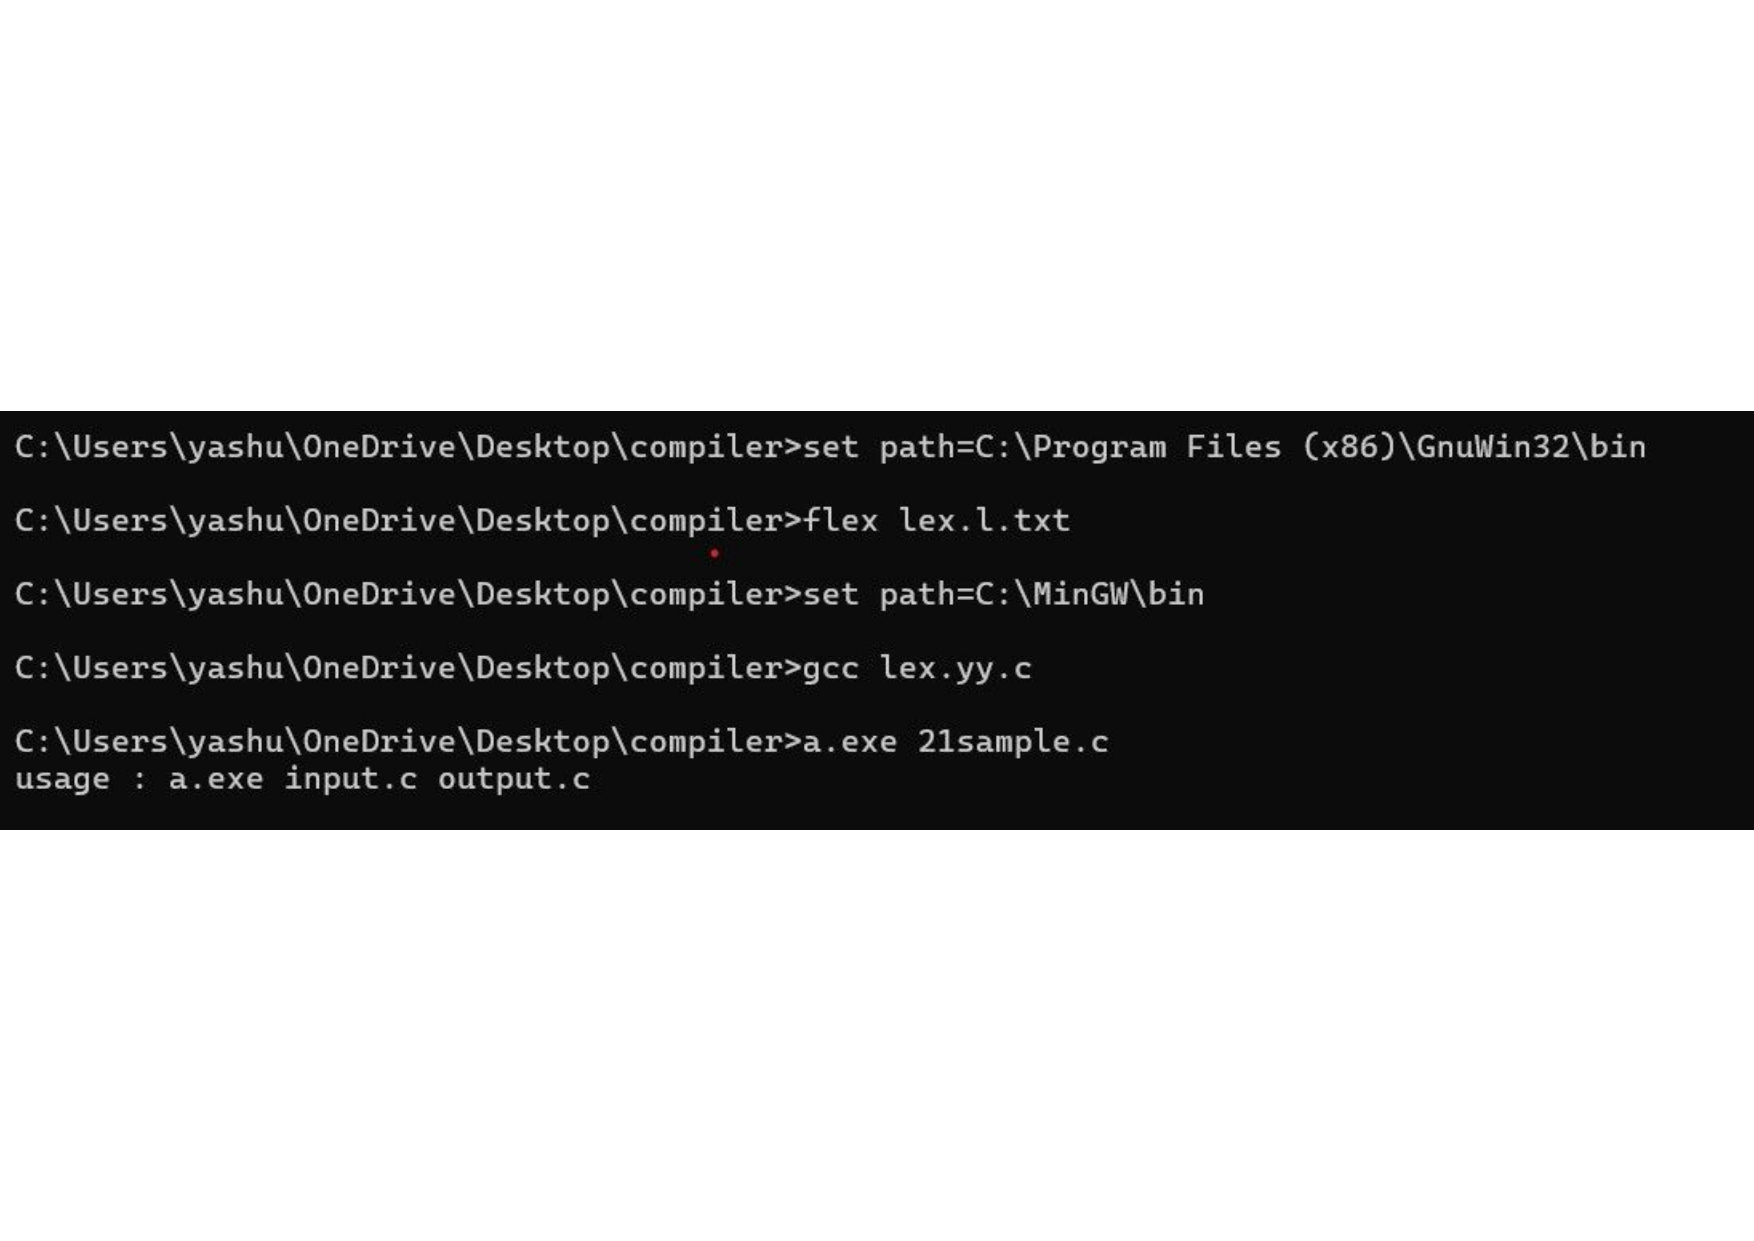 C:\Users\yashu\OneDrive\Desktop\compiler>set path=C:\Program Files (x86)\GnuWin32\bin
C:\Users\yashu\OneDrive\Desktop\compiler>flex lex.l.txt
C:\Users\yashu\OneDrive\Desktop\compiler>set path=C:\MinGW\bin
C:\Users\yashu\OneDrive\Desktop\compiler>gcc lex.yy.c
C:\Users\yashu\OneDrive\Desktop\compiler>a.exe 21sample.c
usage : a.exe input.c output.c